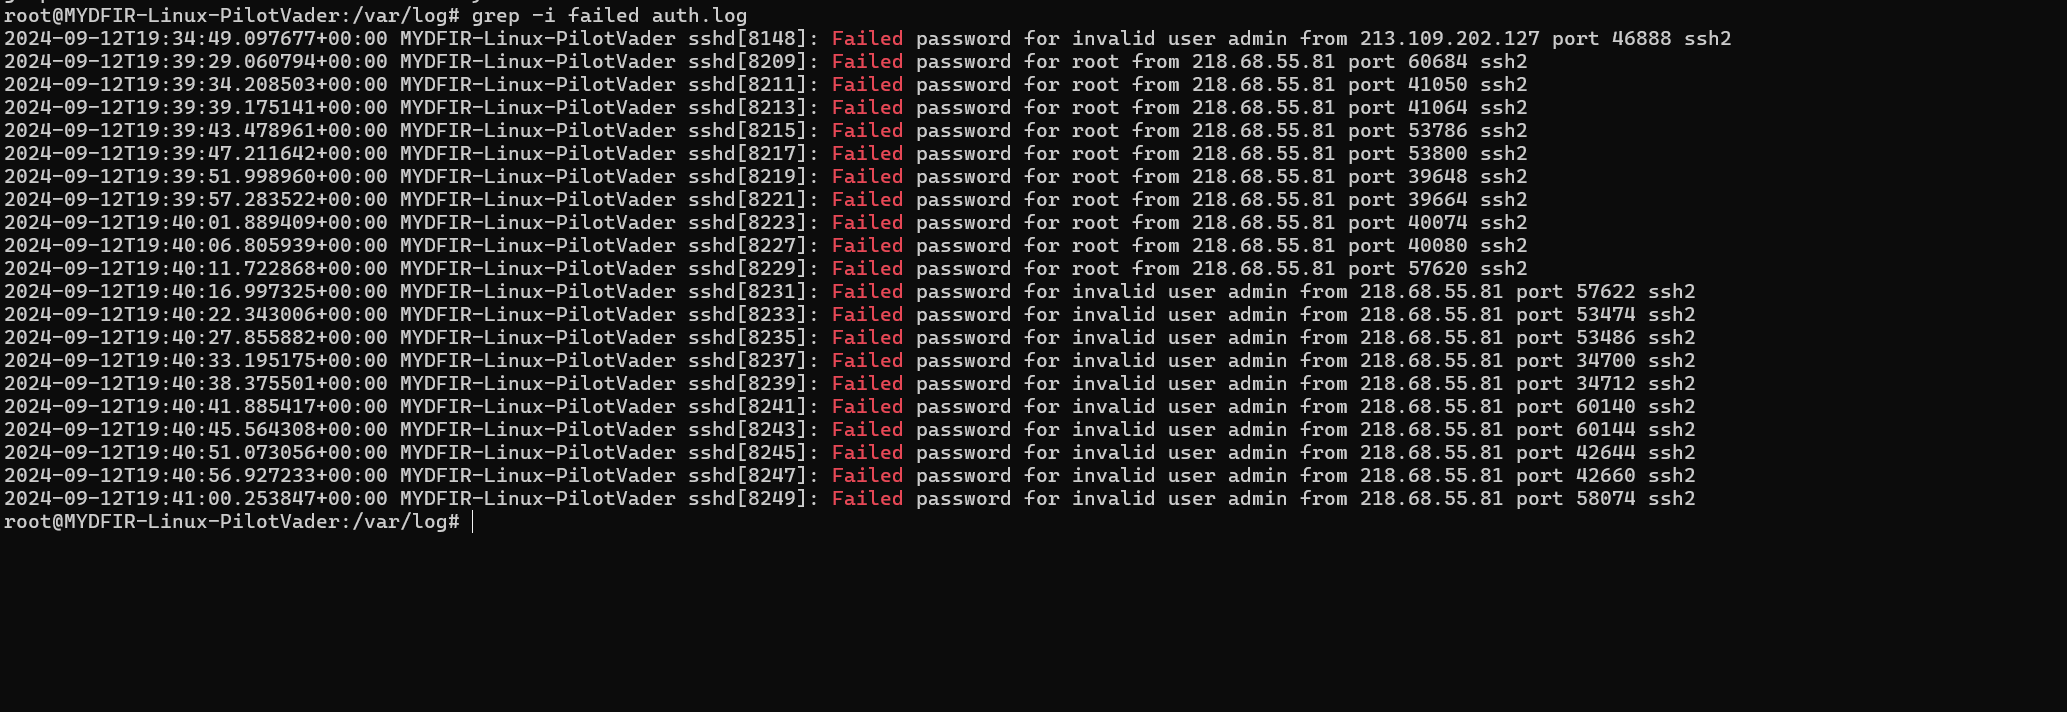 root@MYDFIR-Linux-PilotVader:/var/log# grep -i failed auth.log
2024-09-12T19:34:49.097677+00:00 MYDFIR-Linux-PilotVader sshd[8148]: Failed password for invalid user admin from 213.109.202.127 port 46888 ssh2
2024-09-12T19:39:29.060794+00:00 MYDFIR-Linux-PilotVader sshd[8209]: Failed password for root from 218.68.55.81 port 60684 ssh2
2024-09-12T19:39:34.208503+00:00 MYDFIR-Linux-PilotVader sshd[8211]: Failed password for root from 218.68.55.81 port 41050 ssh2
2024-09-12T19:39:39.175141+00:00 MYDFIR-Linux-PilotVader sshd[8213]: Failed password for root from 218.68.55.81 port 41064 ssh2
2024-09-12T19:39:43.478961+00:00 MYDFIR-Linux-PilotVader sshd[8215]: Failed password for root from 218.68.55.81 port 53786 ssh2
2024-09-12T19:39:47.211642+00:00 MYDFIR-Linux-PilotVader sshd[8217]: Failed password for root from 218.68.55.81 port 53800 ssh2
2024-09-12T19:39:51.998960+00:00 MYDFIR-Linux-PilotVader sshd[8219]: Failed password for root from 218.68.55.81 port 39648 ssh2
2024-09-12T19:39:57.283522+00:00 MYDFIR-Linux-PilotVader sshd[8221]: Failed password for root from 218.68.55.81 port 39664 ssh2
2024-09-12T19:40:01.889409+00:00 MYDFIR-Linux-PilotVader sshd[8223]: Failed password for root from 218.68.55.81 port 40074 ssh2
2024-09-12T19:40:06.805939+00:00 MYDFIR-Linux-PilotVader sshd[8227]: Failed password for root from 218.68.55.81 port 40080 ssh2
2024-09-12T19:40:11.722868+00:00 MYDFIR-Linux-PilotVader sshd[8229]: Failed password for root from 218.68.55.81 port 57620 ssh2
2024-09-12T19:40:16.997325+00:00 MYDFIR-Linux-PilotVader sshd[8231]: Failed password for invalid user admin from 218.68.55.81 port 57622 ssh2
2024-09-12T19:40:22.343006+00:00 MYDFIR-Linux-PilotVader sshd[8233]: Failed password for invalid user admin from 218.68.55.81 port 53474 ssh2
2024-09-12T19:40:27.855882+00:00 MYDFIR-Linux-PilotVader sshd[8235]: Failed password for invalid user admin from 218.68.55.81 port 53486 ssh2
2024-09-12T19:40:33.195175+00:00 MYDFIR-Linux-PilotVader sshd[8237]: Failed password for invalid user admin from 218.68.55.81 port 34700 ssh2
2024-09-12T19:40:38.375501+00:00 MYDFIR-Linux-PilotVader sshd[8239]: Failed password for invalid user admin from 218.68.55.81 port 34712 ssh2
2024-09-12T19:40:41.885417+00:00 MYDFIR-Linux-PilotVader sshd[8241]: Failed password for invalid user admin from 218.68.55.81 port 60140 ssh2
2024-09-12T19:40:45.564308+00:00 MYDFIR-Linux-PilotVader sshd[8243]: Failed password for invalid user admin from 218.68.55.81 port 60144 ssh2
2024-09-12T19:40:51.073056+00:00 MYDFIR-Linux-PilotVader sshd[8245]: Failed password for invalid user admin from 218.68.55.81 port 42644 ssh2
2024-09-12T19:40:56.927233+00:00 MYDFIR-Linux-PilotVader sshd[8247]: Failed password for invalid user admin from 218.68.55.81 port 42660 ssh2
2024-09-12T19:41:00.253847+00:00 MYDFIR-Linux-PilotVader sshd[8249]: Failed password for invalid user admin from 218.68.55.81 port 58074 ssh2
root@MYDFIR-Linux-PilotVader:/var/log#